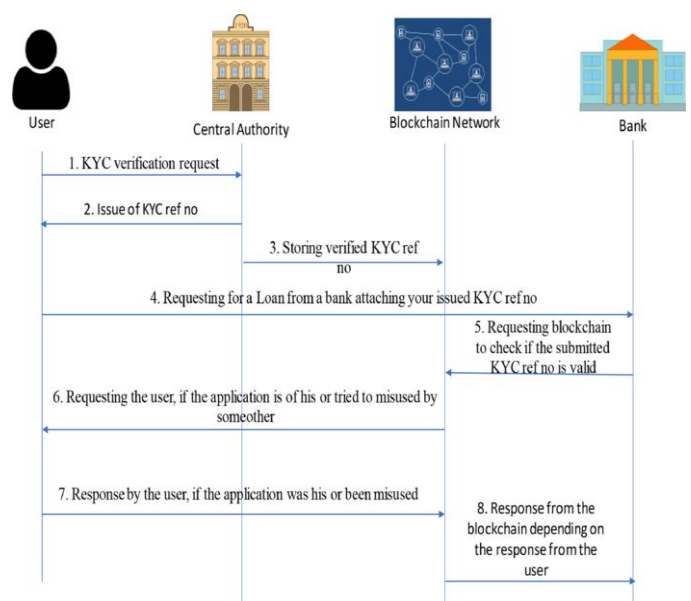 User
Central Authority
Blockchain Network
Bank
1. KYC verification request
2. Issue of KYC ref no
3. Storing verified KYC ref
no
4. Requesting for a Loan from a bank attaching your issued KYC ref no
5. Requesting blockchain
to check if the submitted
KYC ref no is valid
6. Requesting the user, if the application is of his or tried to misused by
someother
7. Response by the user, if the application was his or been misused
8. Response from the
blockchain depending on
the response from the
user